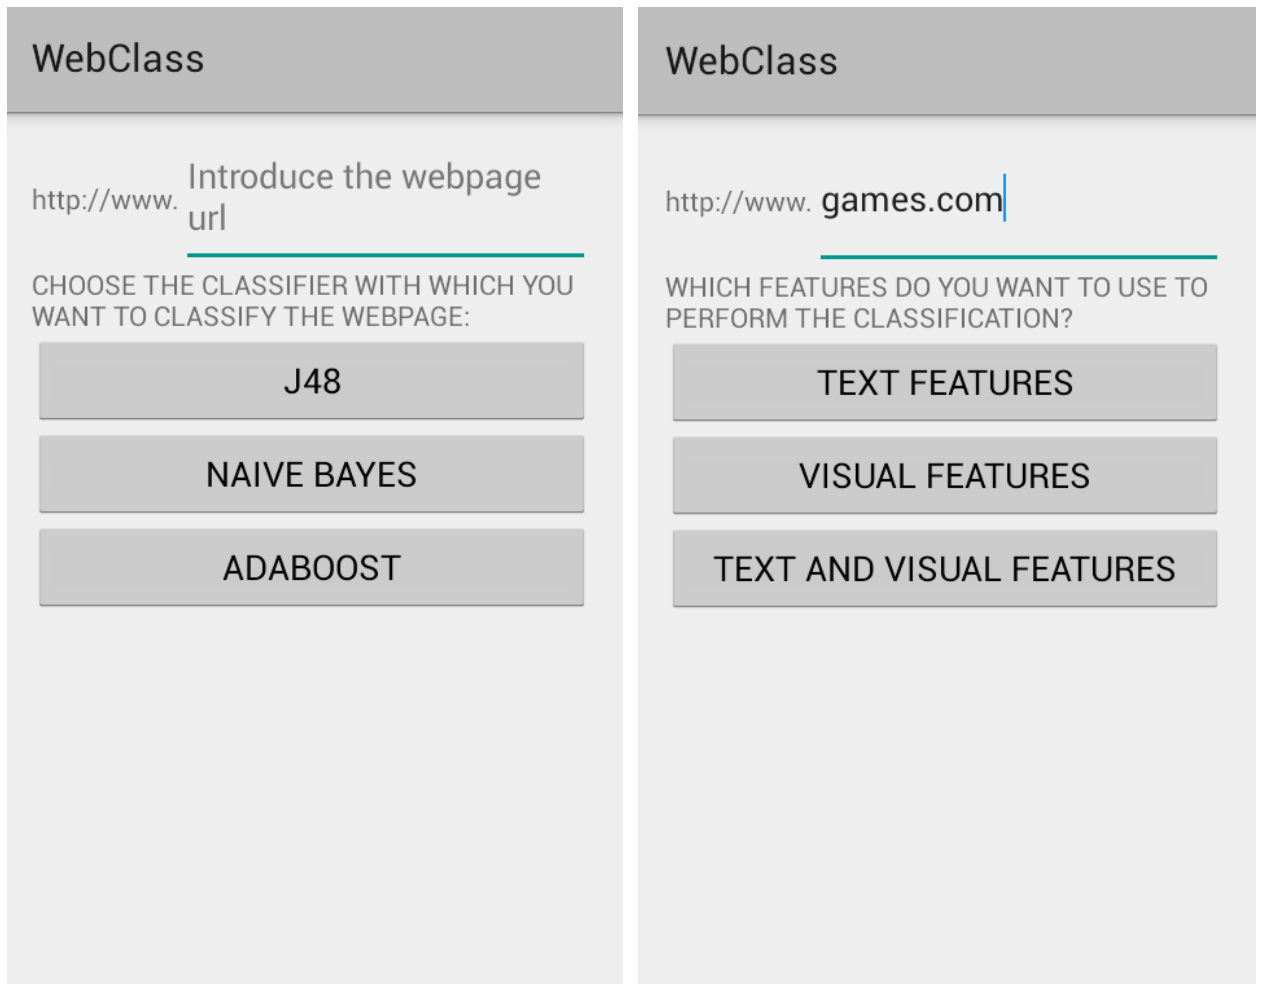 WebClass
http://www.
Introduce the webpage
url
CHOOSE THE CLASSIFIER WITH WHICH YOU
WANT TO CLASSIFY THE WEBPAGE:
J48
NAIVE BAYES
ADABOOST
WebClass
http://www. games.com
WHICH FEATURES DO YOU WANT TO USE TO
PERFORM THE CLASSIFICATION?
TEXT FEATURES
VISUAL FEATURES
TEXT AND VISUAL FEATURES